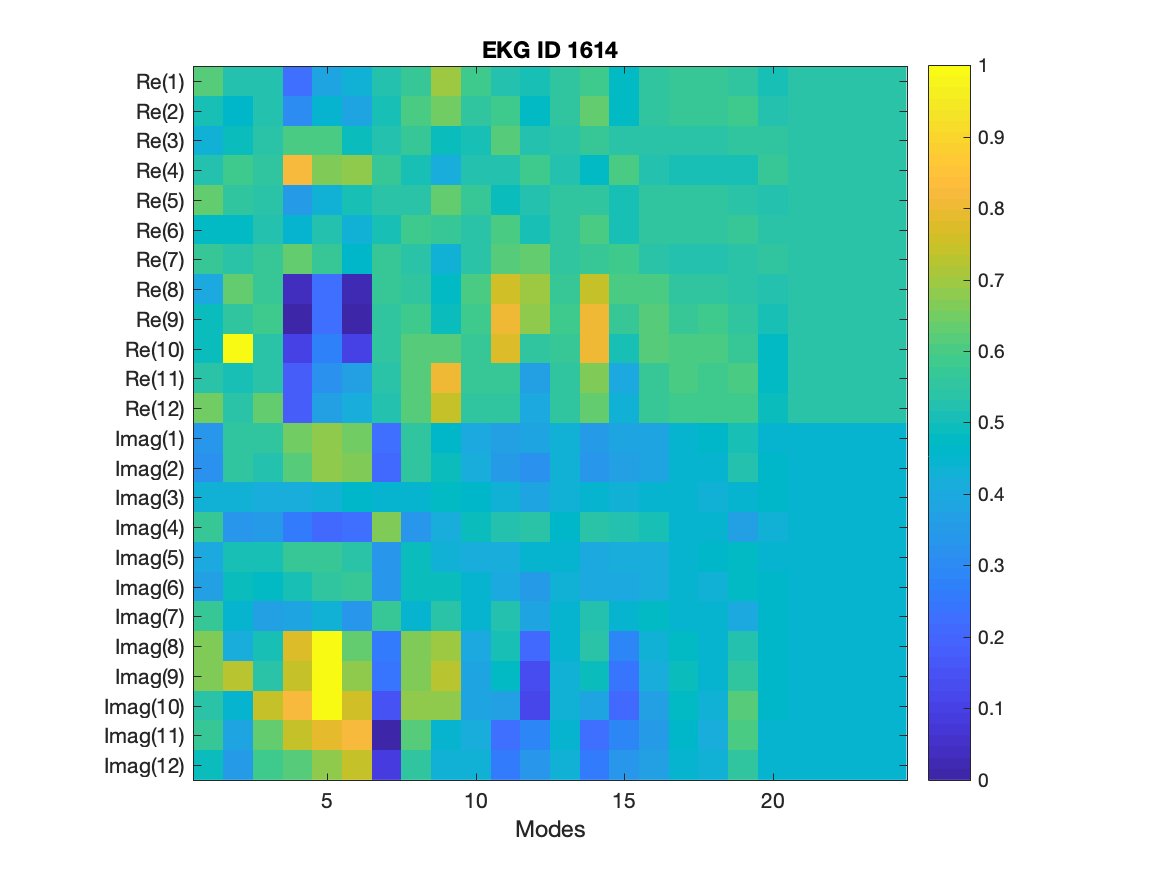 EKG ID 1614
Re(1)
Re(2)
Re(3)
Re(4)
Re(5)
Re(6)
Re(7)
Re(8)
Re(9)
Re(10)
Re(11)
Re(12)
Imag(1)
Imag(2)
Imag(3)
Imag(4)
Imag(5)
Imag(6)
Imag(7)
Imag(8)
Imag(9)
Imag(10)
Imag(11)
Imag(12)
5 10 15 20
Modes
1
0.9
0.8
0.7
0.6
0.5
0.4
0.3
0.2
0.1
0